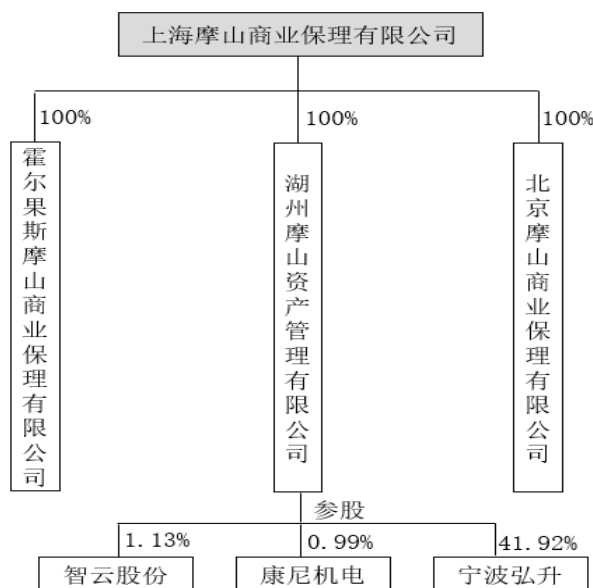 上海摩山商业保理有限公司
100%
100%
100%
霍尔果斯摩山商业保理有限公司
湖州摩山资产管理有限公司
北京摩山商业保理有限公司
参股
1.13%
0.99%
41.92%
智云股份
康尼机电
宁波弘升